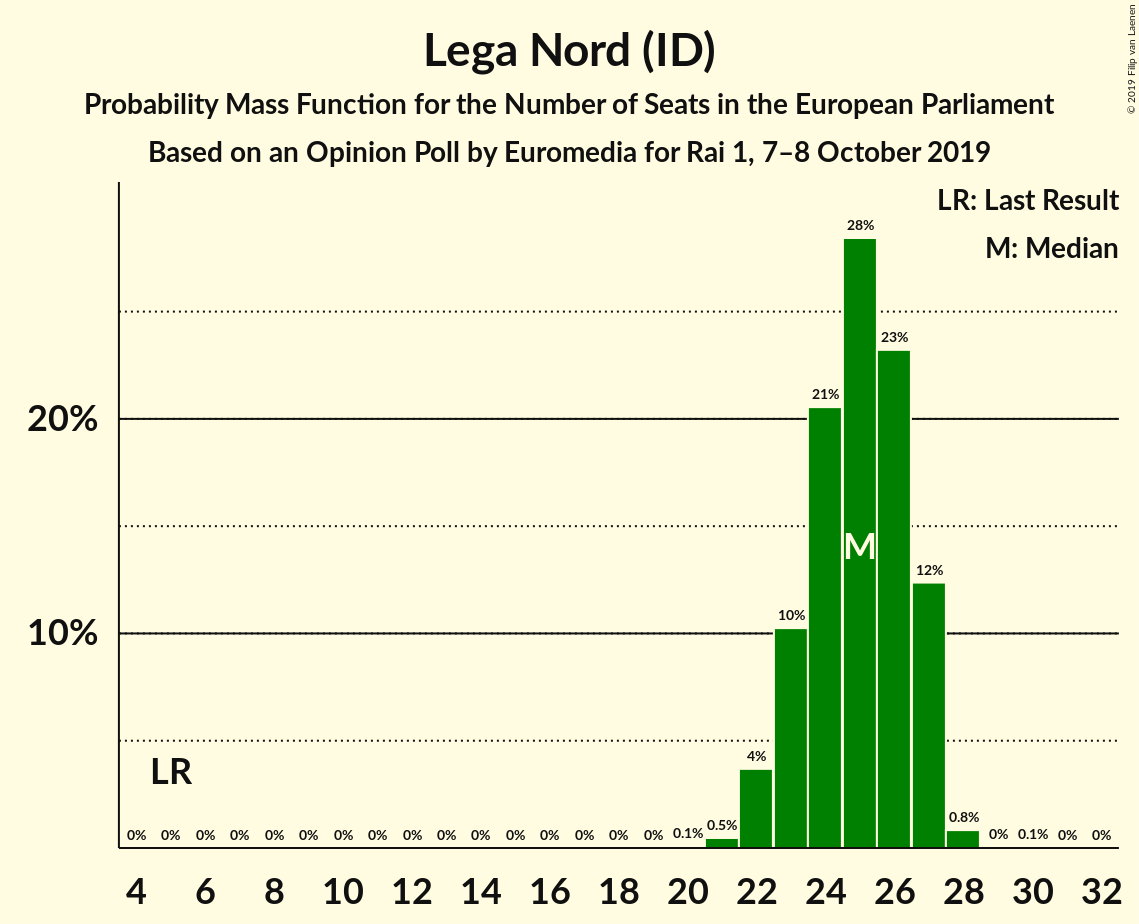 Lega Nord (ID)
Probability Mass Function for the Number of Seats in the European Parliament
Based on an Opinion Poll by Euromedia for Rai 1, 7–8 October 2019
© 2019 Filip van Laenen
LR: Last Result
M: Median
28%
23%
21%
20%
M
12%
10%
10%
4%
LR
0% 0% 0% 0% 0% 0% 0% 0% 0% 0% 0% 0% 0% 0% 0% 0% 0.1% 0.5% 0.8% 0% 0.1% 0% 0%
4 6 8 10 12 14 16 18 20 22 24 26 28 30 32